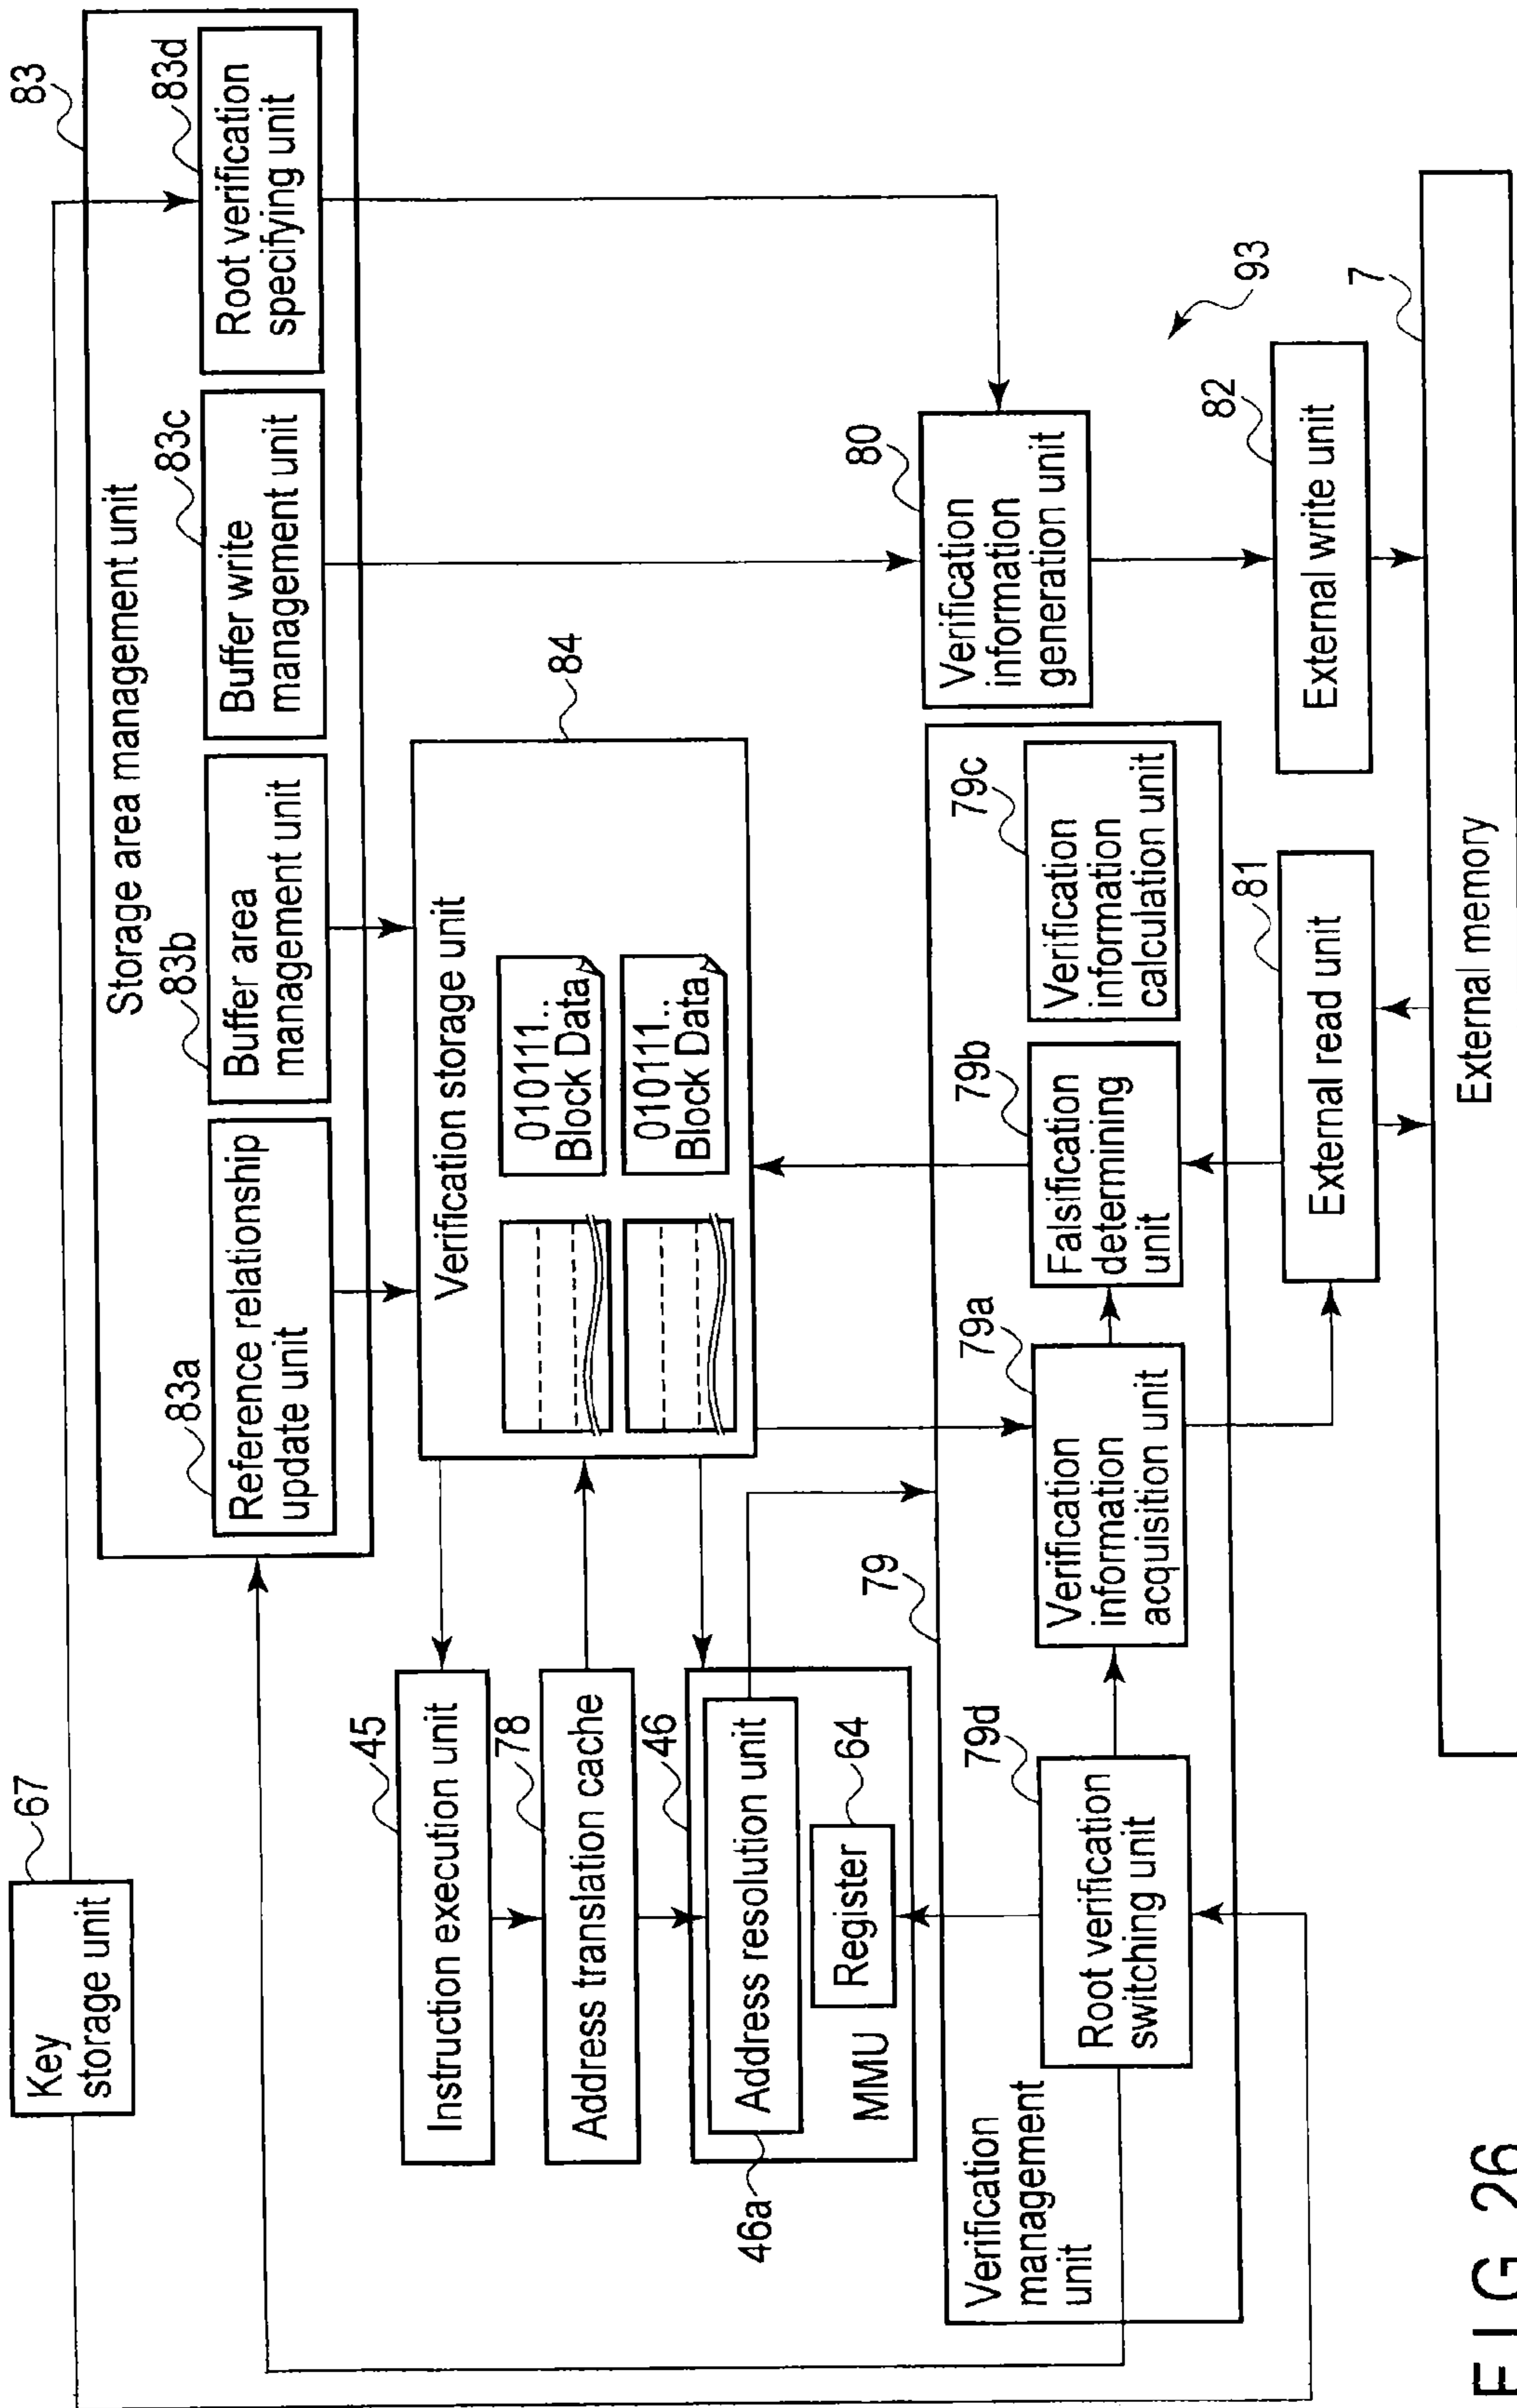 Key
storage unit
67
83
Storage area management unit
83a
Reference relationship
update unit
83b
Buffer area
management unit
83c
Buffer write
management unit
83d
Root verification
specifying unit
45
Instruction execution unit
78
Address translation cache
46
Address resolution unit
46a
Register
64
MMU
Verification storage unit
84
010111..
Block Data
010111..
Block Data
Verification
management
unit
79
79d
Root verification
switching unit
79a
Verification
information
acquisition unit
79b
Falsification
determining
unit
79c
Verification
information
calculation unit
80
Verification
information
generation unit
93
81
External read unit
82
External write unit
7
External memory
FIG. 26